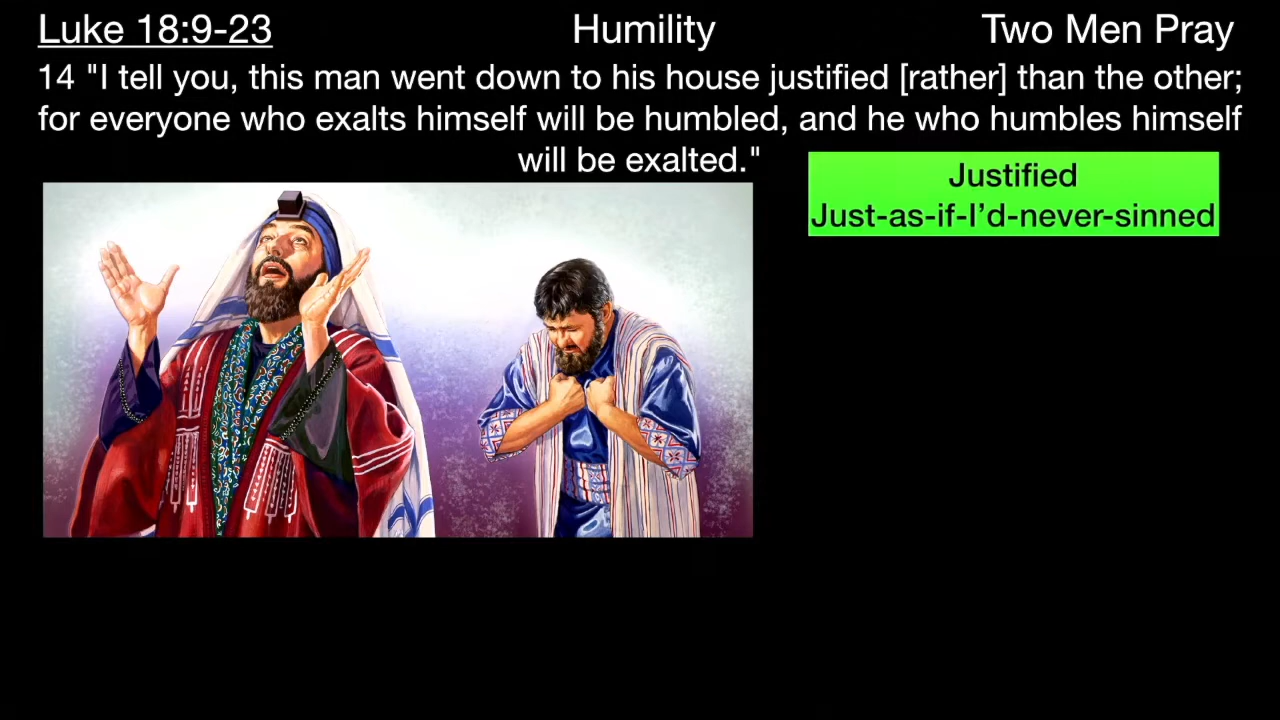 Luke 18:9-23 Humility Two Men Pray
14 "I tell you, this man went down to his house justified [rather] than the other;
for everyone who exalts himself will be humbled, and he who humbles himself
will be exalted."
Justified
Just-as-if-I’d-never-sinned